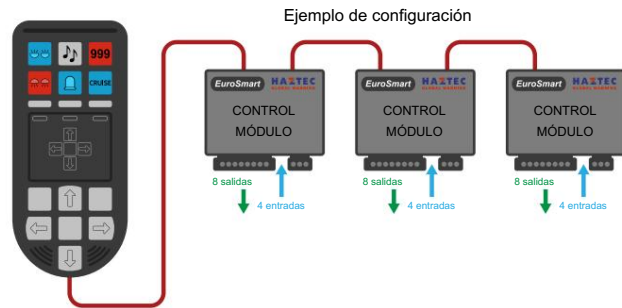 Ejemplo de configuración
999
CRUISE
EuroSmart HAZTEC
GLOBAL WARNING
CONTROL
MÓDULO
8 salidas
4 entradas
EuroSmart HAZTEC
GLOBAL WARNING
CONTROL
MÓDULO
8 salidas
4 entradas
EuroSmart HAZTEC
GLOBAL WARNING
CONTROL
MÓDULO
8 salidas
4 entradas